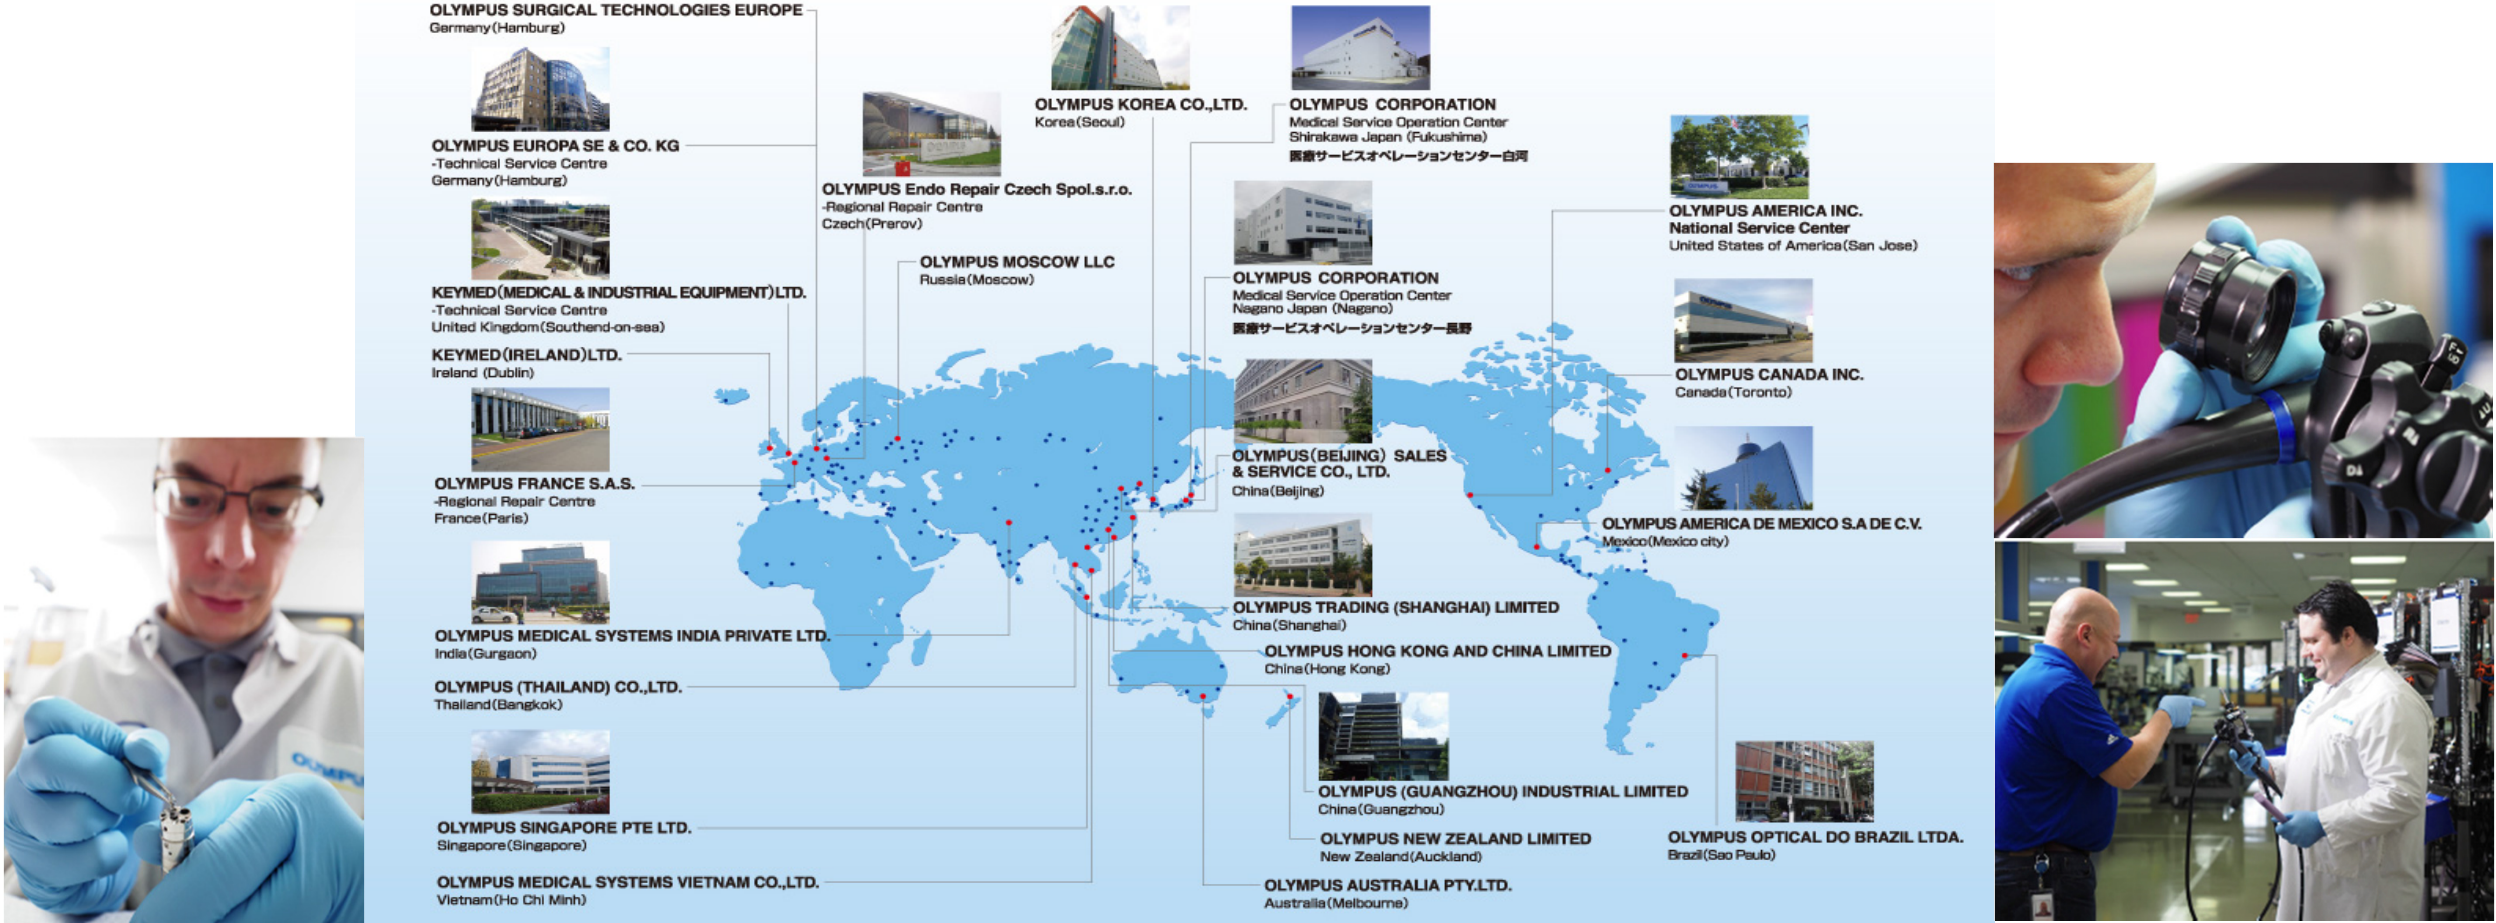 OLYMPUS SURGICAL TECHNOLOGIES EUROPE
Germany(Hamburg)
OLYMPUS EUROPA SE & CO. KG
-Technical Service Centre
Germany(Hamburg)
KEYMED(MEDICAL & INDUSTRIAL EQUIPMENT)LTD.
-Technical Service Centre
United Kingdom(Southend-on-sea)
KEYMED(IRELAND)LTD.
Ireland (Dublin)
OLYMPUS FRANCE S.A.S.
-Regional Repair Centre
France(Paris)
OLYMPUS MEDICAL SYSTEMS INDIA PRIVATE LTD.
India(Gurgaon)
OLYMPUS (THAILAND) CO.,LTD.
Thailand(Bangkok)
OLYMPUS SINGAPORE PTE LTD.
Singapore(Singapore)
OLYMPUS MEDICAL SYSTEMS VIETNAM CO.,LTD.
Vietnam(Ho Chi Minh)
OLYMPUS Endo Repair Czech Spol.s.r.o.
-Regional Repair Centre
Czech(Prerov)
OLYMPUS MOSCOW LLC
Russia(Moscow)
OLYMPUS KOREA CO.,LTD.
Korea(Seoul)
OLYMPUS CORPORATION
Medical Service Operation Center
Shirakawa Japan (Fukushima)
医療サービスオペレーションセンター白河
OLYMPUS CORPORATION
Medical Service Operation Center
Nagano Japan (Nagano)
医療サービスオペレーションセンター長野
OLYMPUS(BEIJING) SALES
& SERVICE CO., LTD.
China(Beijing)
OLYMPUS TRADING (SHANGHAI) LIMITED
China(Shanghai)
OLYMPUS HONG KONG AND CHINA LIMITED
China(Hong Kong)
OLYMPUS (GUANGZHOU) INDUSTRIAL LIMITED
China(Guangzhou)
OLYMPUS NEW ZEALAND LIMITED
New Zealand(Auckland)
OLYMPUS AUSTRALIA PTY.LTD.
Australia(Melbourne)
OLYMPUS AMERICA INC.
National Service Center
United States of America(San Jose)
OLYMPUS CANADA INC.
Canada(Toronto)
OLYMPUS AMERICA DE MEXICO S.A DE C.V.
Mexico(Mexico city)
OLYMPUS OPTICAL DO BRAZIL LTDA.
Brazil(Sao Paulo)
OLYMPUS